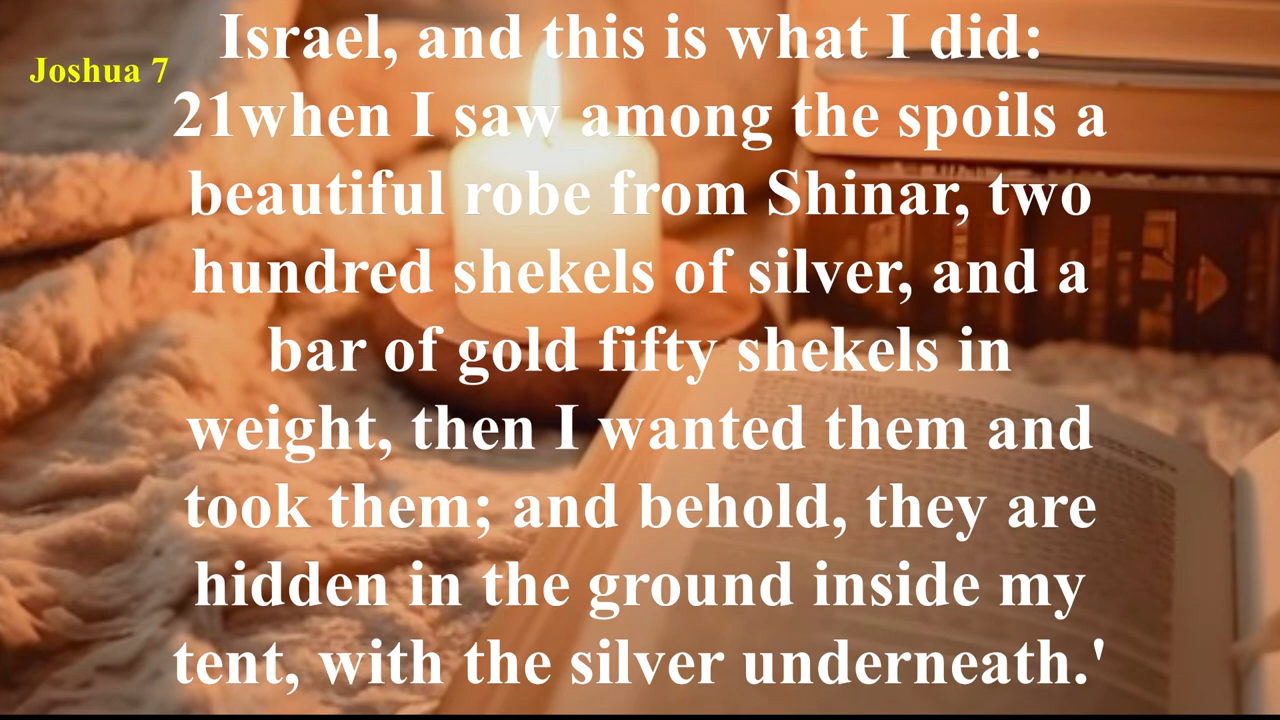 Israel, and this is what I did:
Joshua 7
21when I saw among the spoils a
beautiful robe from Shinar, two
hundred shekels of silver, and a
bar of gold fifty shekels in
weight, then I wanted them and
took them; and behold, they are
hidden in the ground inside my
tent, with the silver underneath.'